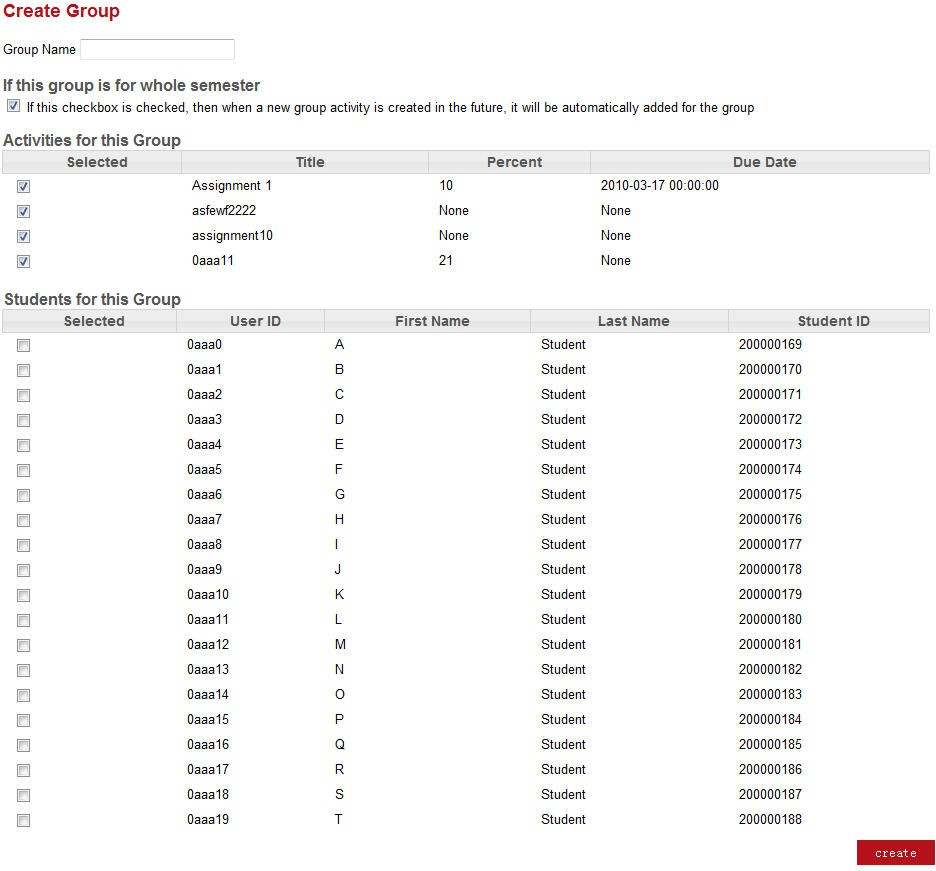 Create Group
Group Name
If this group is for whole semester
If this checkbox is checked, then when a new group activity is created in the future, it will be automatically added for the group
Activities for this Group
Selected Title Percent Due Date
Assignment 1 10 2010-03-17 00:00:00
asfewf2222 None None
assignment10 None None
0aaa11 21 None
Students for this Group
Selected User ID First Name Last Name Student ID
0aaa0 A Student 200000169
0aaa1 B Student 200000170
0aaa2 C Student 200000171
0aaa3 D Student 200000172
0aaa4 E Student 200000173
0aaa5 F Student 200000174
0aaa6 G Student 200000175
0aaa7 H Student 200000176
0aaa8 I Student 200000177
0aaa9 J Student 200000178
0aaa10 K Student 200000179
0aaa11 L Student 200000180
0aaa12 M Student 200000181
0aaa13 N Student 200000182
0aaa14 O Student 200000183
0aaa15 P Student 200000184
0aaa16 Q Student 200000185
0aaa17 R Student 200000186
0aaa18 S Student 200000187
0aaa19 T Student 200000188
create